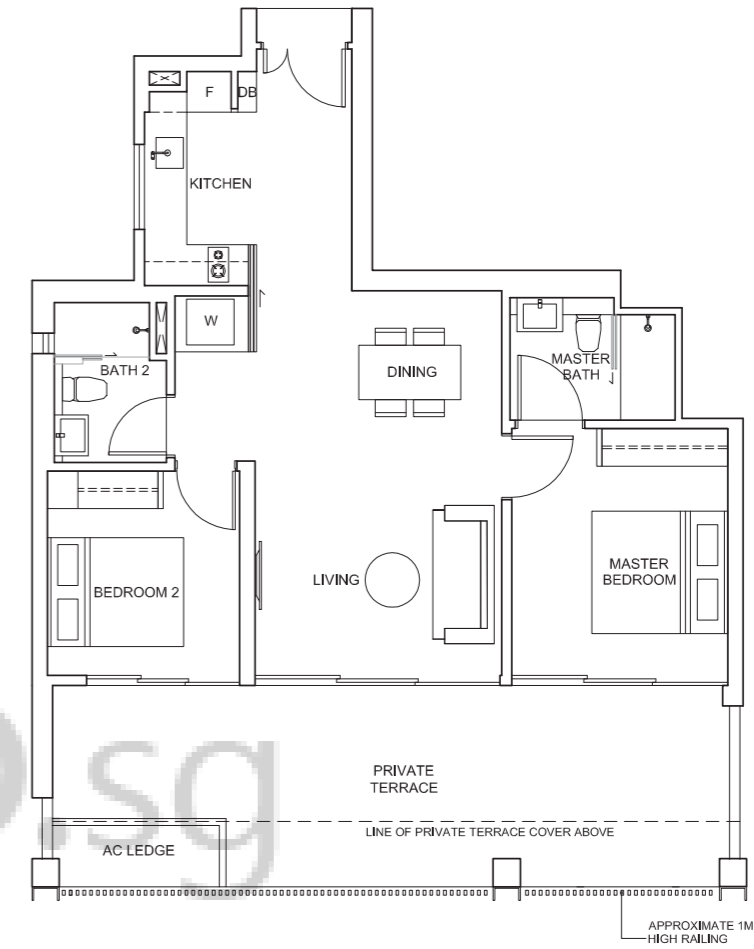 F
DB
KITCHEN
W
DINING
BATH 2
MASTER
BATH
LIVING
BEDROOM 2
MASTER
BEDROOM
PRIVATE
TERRACE
LINE OF PRIVATE TERRACE COVER ABOVE
AC LEDGE
.sg
APPROXIMATE 1M
HIGH RAILING